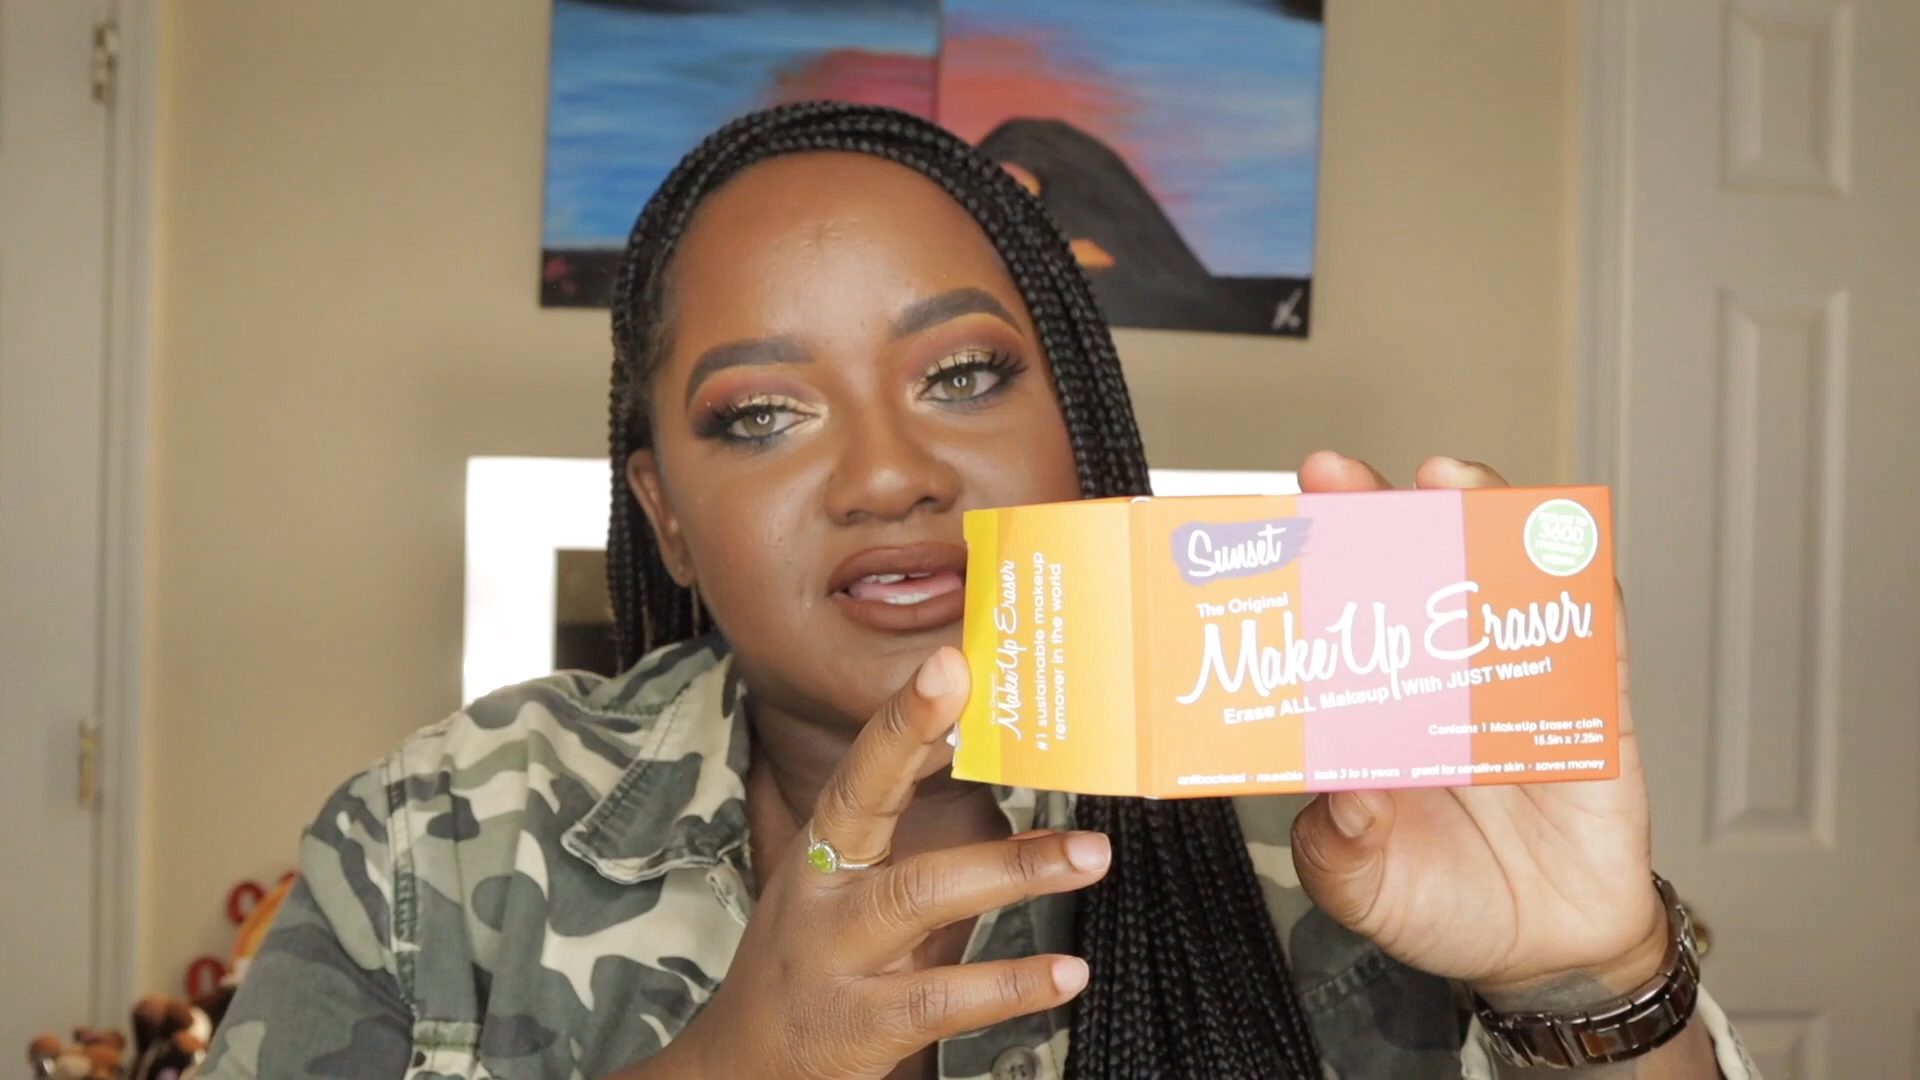 The Original
MakeUp Eraser
#1 sustainable makeup
remover in the world
Sunset
The Original
MakeUp Eraser
Erase ALL Makeup With JUST Water!
Contains 1 MakeUp Eraser cloth
15.5in x 7.25in
antibacterial · reusable · lasts 3 to 5 years · great for sensitive skin · saves money
3600